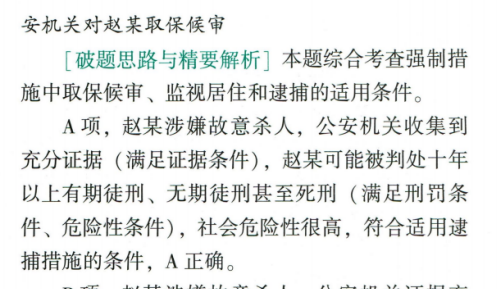 安机关对赵某取保候审
［破题思路与精要解析］本题综合考查强制措
施中取保候审、监视居住和逮捕的适用条件。
A 项，赵某涉嫌故意杀人，公安机关收集到
充分证据（满足证据条件），赵某可能被判处十年
以上有期徒刑、无期徒刑甚至死刑（满足刑罚条
件、危险性条件），社会危险性很高，符合适用逮
捕措施的条件，A 正确。